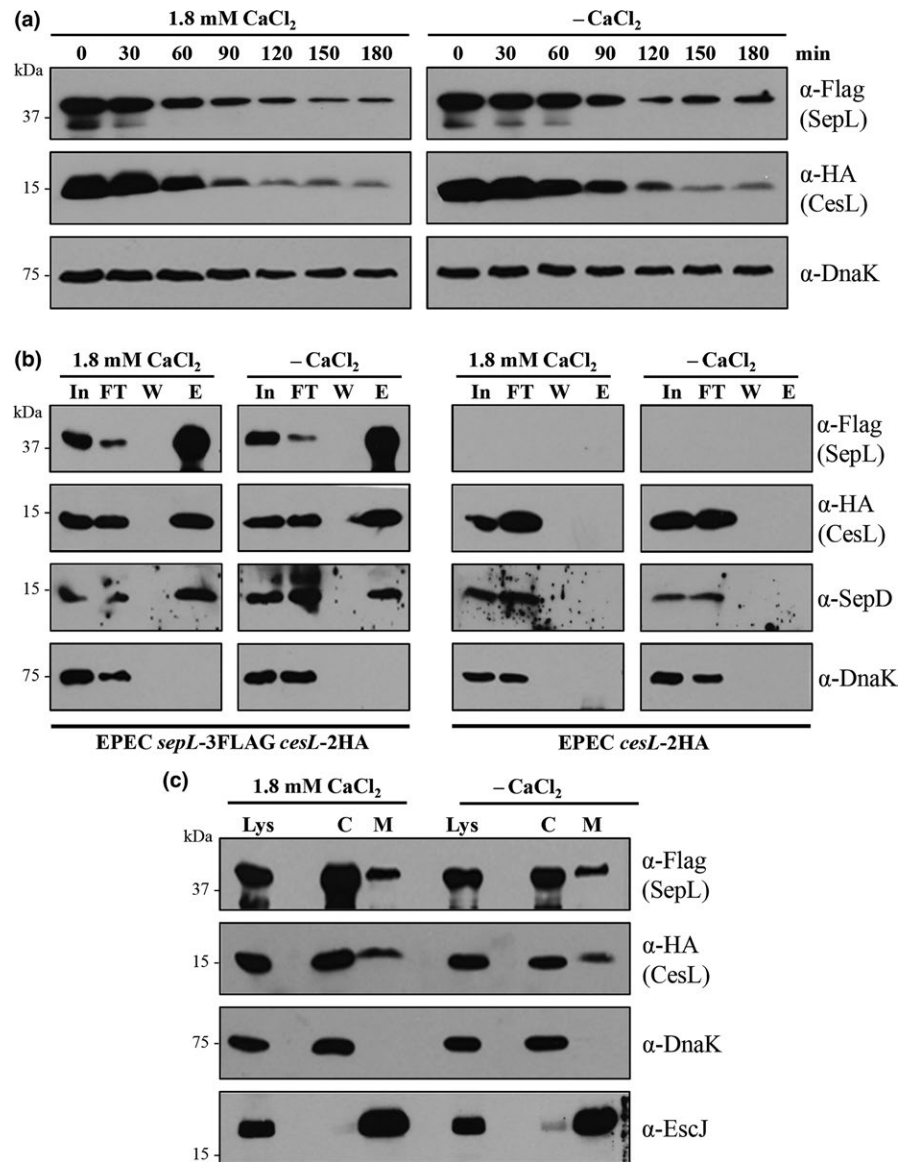 (a)
1.8 mM CaCl₂ – CaCl₂
0 30 60 90 120 150 180 0 30 60 90 120 150 180 min
kDa
37
α-Flag
(SepL)
15
α-HA
(CesL)
75
α-DnaK
(b)
1.8 mM CaCl₂ – CaCl₂ 1.8 mM CaCl₂ – CaCl₂
In FT W E In FT W E In FT W E In FT W E
kDa
37
α-Flag
(SepL)
15
α-HA
(CesL)
15
α-SepD
75
α-DnaK
EPEC sepL-3FLAG cesL-2HA EPEC cesL-2HA
(c)
1.8 mM CaCl₂ – CaCl₂
Lys C M Lys C M
kDa
37
α-Flag
(SepL)
15
α-HA
(CesL)
75
α-DnaK
α-EscJ
15